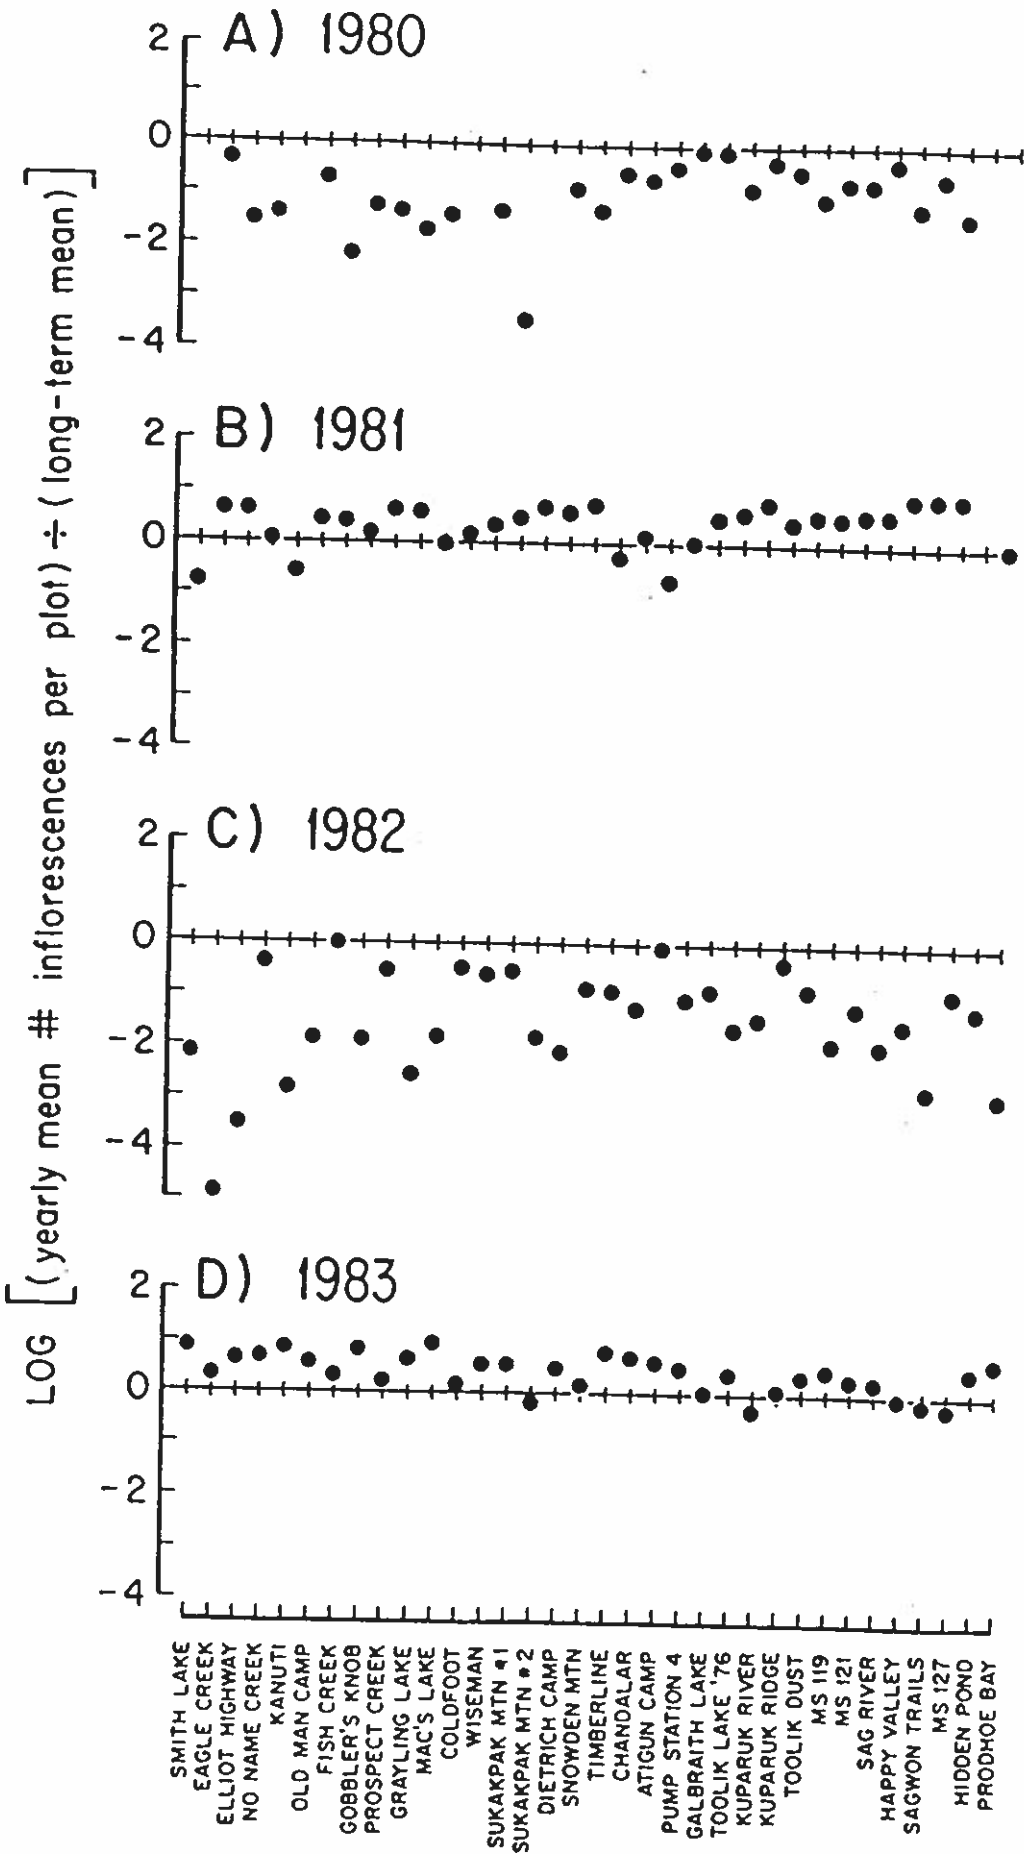 LOG [(yearly mean # inflorescences per plot) ÷ (long-term mean)]
A) 1980
2
0
-2
-4
B) 1981
2
0
-2
-4
C) 1982
2
0
-2
-4
D) 1983
2
0
-2
-4
SMITH LAKE
EAGLE CREEK
ELLIOT HIGHWAY
NO NAME CREEK
KANUTI
OLD MAN CAMP
FISH CREEK
GOBBLER'S KNOB
PROSPECT CREEK
GRAYLING LAKE
MAC'S LAKE
COLDFOOT
WISEMAN
SUKAKPAK MTN #1
SUKAKPAK MTN #2
DIETRICH CAMP
SNOWDEN MTN
TIMBERLINE
CHANDALAR
ATIGUN CAMP
PUMP STATION 4
GALBRAITH LAKE
TOOLIK LAKE '76
KUPARUK RIVER
KUPARUK RIDGE
TOOLIK DUST
MS 119
MS 121
SAG RIVER
HAPPY VALLEY
SAGWON TRAILS
MS 127
HIDDEN POND
PRODHOE BAY